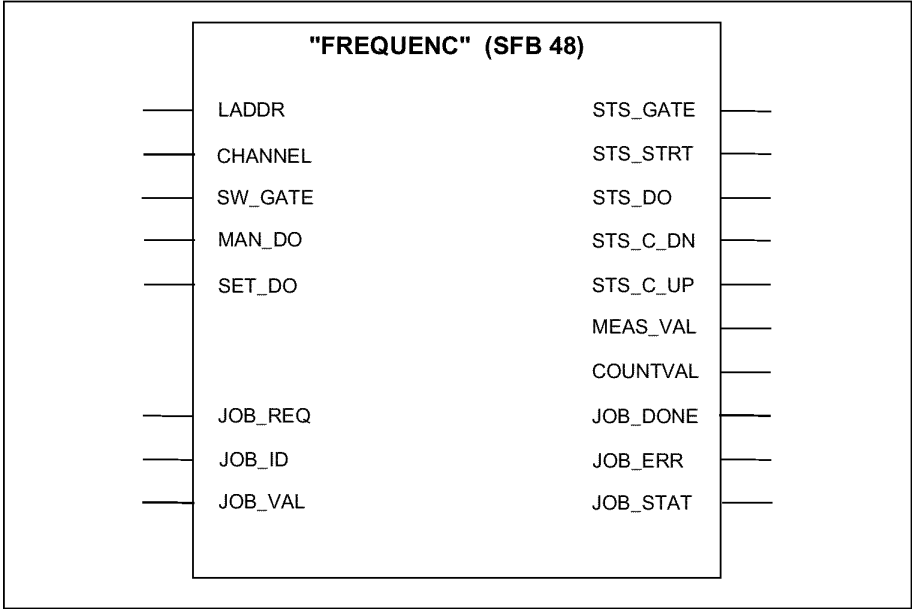 "FREQUENC" (SFB 48)
LADDR STS_GATE
CHANNEL STS_STRT
SW_GATE STS_DO
MAN_DO STS_C_DN
SET_DO STS_C_UP
MEAS_VAL
COUNTVAL
JOB_REQ JOB_DONE
JOB_ID JOB_ERR
JOB_VAL JOB_STAT